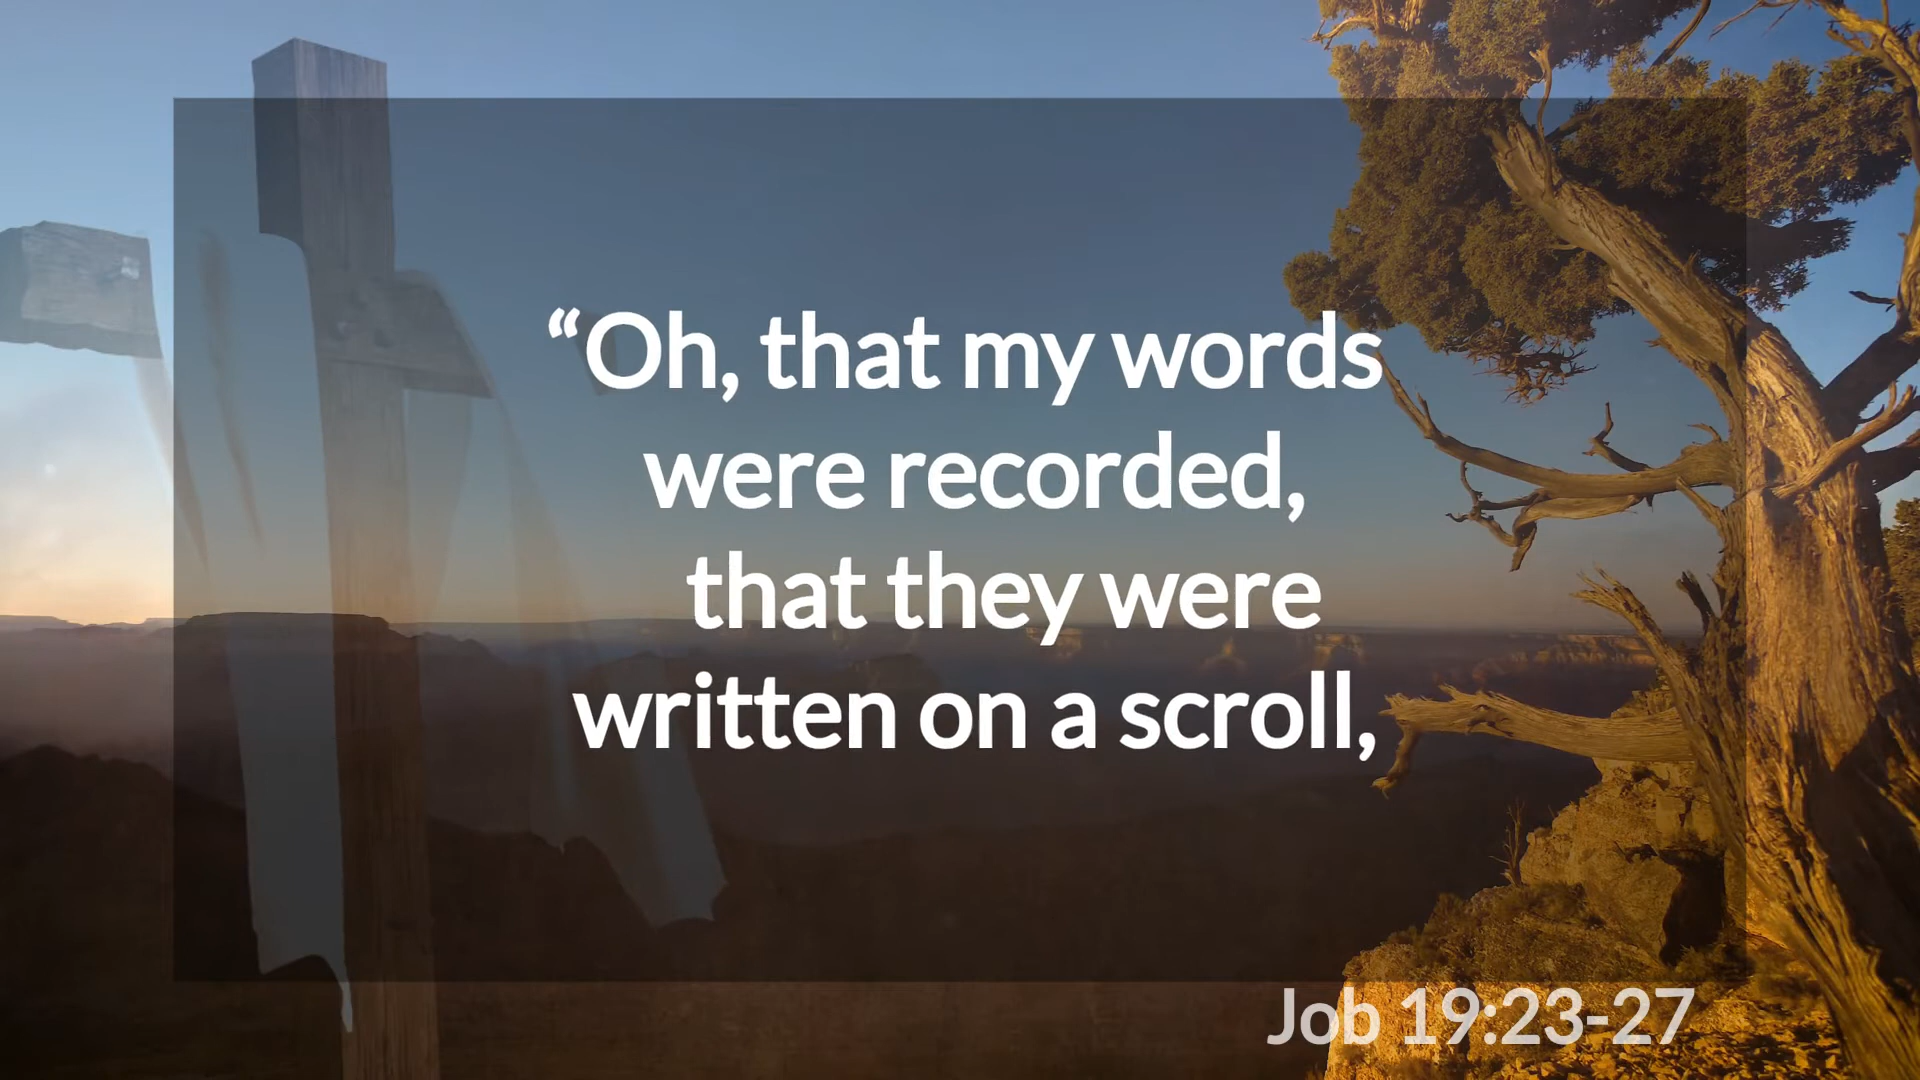 “Oh, that my words
were recorded,
that they were
written on a scroll,
Job 19:23-27